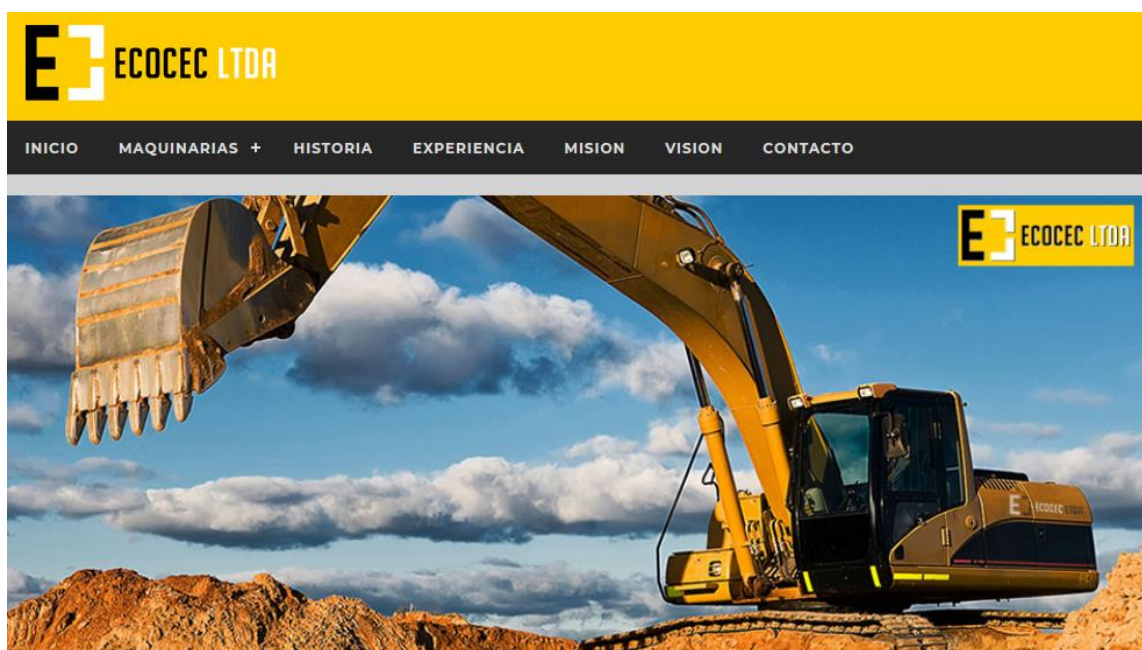 ECOCEC LTDA
INICIO MAQUINARIAS + HISTORIA EXPERIENCIA MISION VISION CONTACTO
ECOCEC LTDA
E ECOCEC LTDA